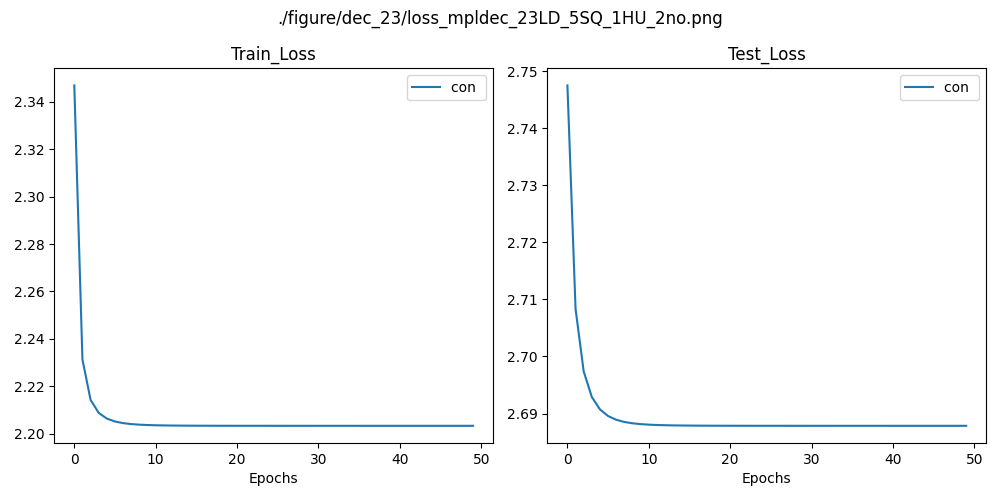 ./figure/dec_23/loss_mpldec_23LD_5SQ_1HU_2no.png
Train_Loss
con
2.34
2.32
2.30
2.28
2.26
2.24
2.22
2.20
0 10 20 30 40 50
Epochs
Test_Loss
con
2.75
2.74
2.73
2.72
2.71
2.70
2.69
0 10 20 30 40 50
Epochs